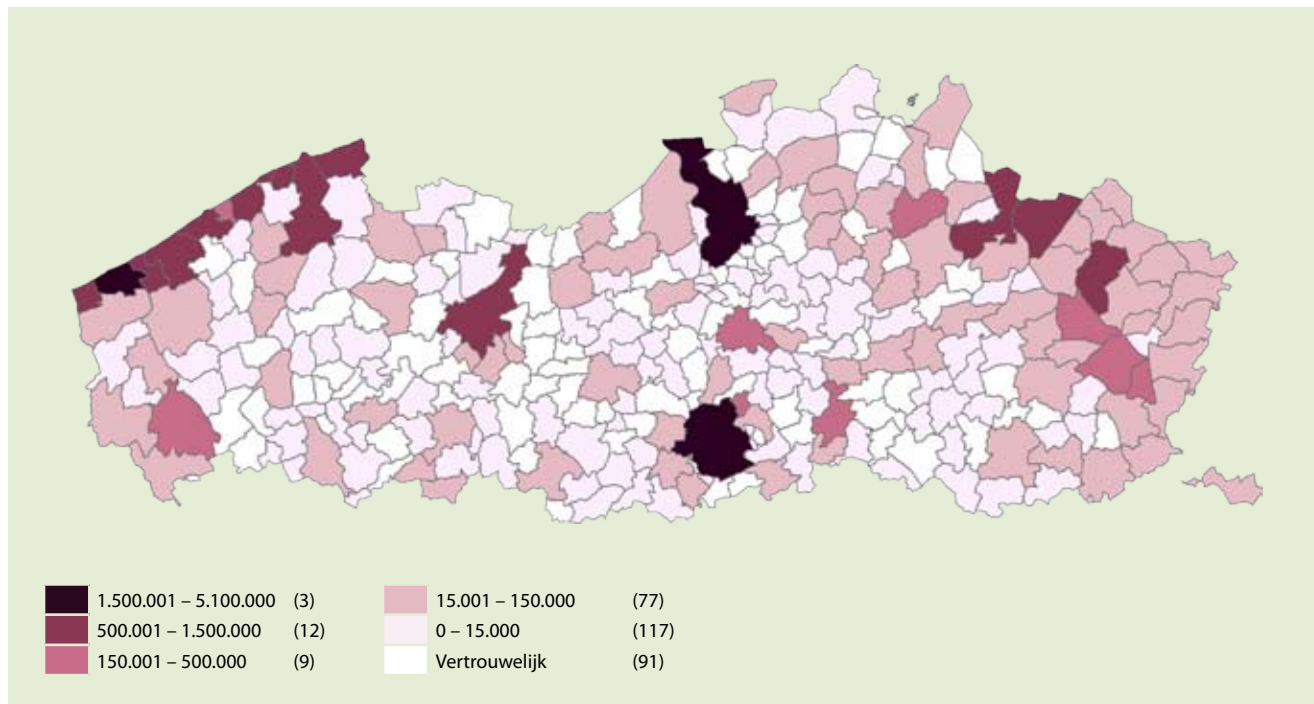 1.500.001 – 5.100.000 (3)
500.001 – 1.500.000 (12)
150.001 – 500.000 (9)
15.001 – 150.000 (77)
0 – 15.000 (117)
Vertrouwelijk (91)